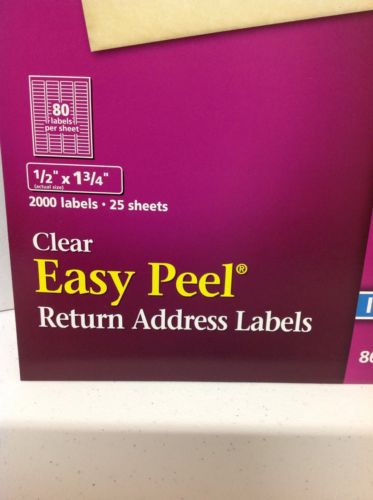 80
labels
per sheet
1/2" x 1 3/4"
(actual size)
2000 labels • 25 sheets
Clear
Easy Peel®
Return Address Labels